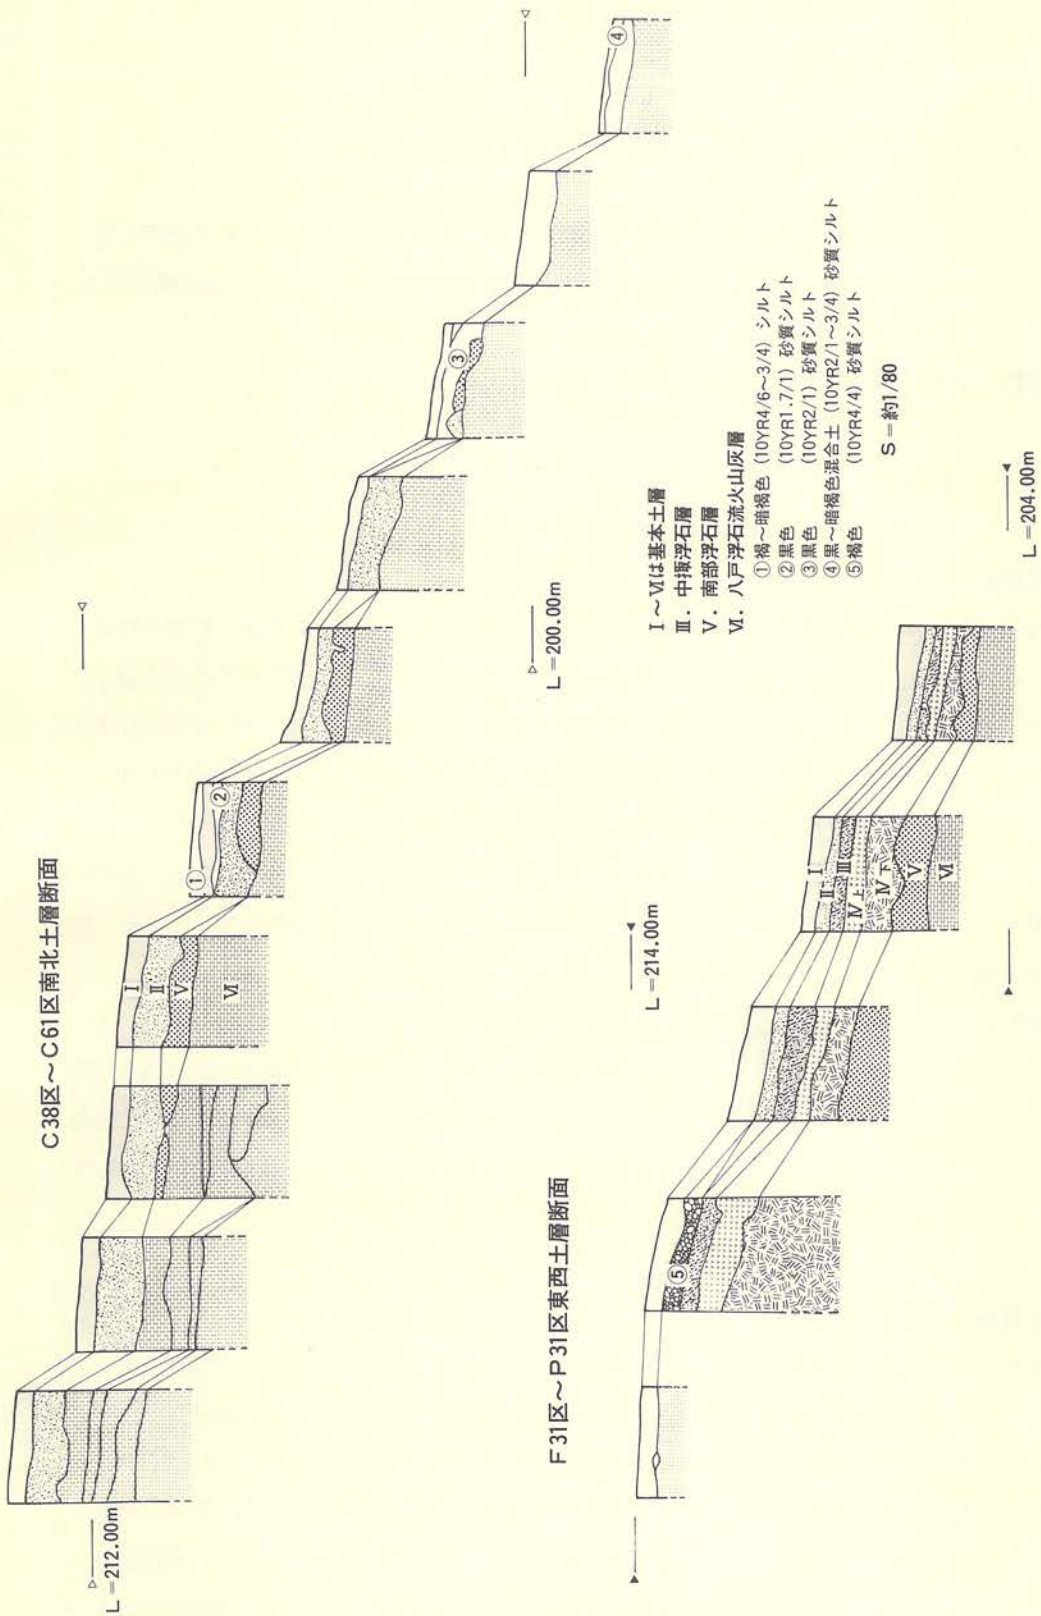 C38区～C61区南北土層断面
L=212.00m
Ⅰ
Ⅱ
Ⅴ
Ⅵ
①
②
③
④
L=200.00m
Ⅰ～Ⅵは基本土層
Ⅲ．中掫浮石層
Ⅴ．南部浮石層
Ⅵ．八戸浮石流火山灰層
①褐～暗褐色（10YR4/6～3/4）シルト
②黒色（10YR1.7/1）砂質シルト
③黒色（10YR2/1）砂質シルト
④黒～暗褐色混合土（10YR2/1～3/4）砂質シルト
⑤褐色（10YR4/4）砂質シルト
S=約1/80
F31区～P31区東西土層断面
L=214.00m
⑤
Ⅰ
Ⅱ
Ⅲ
Ⅳ上
Ⅳ下
Ⅴ
Ⅵ
L=204.00m